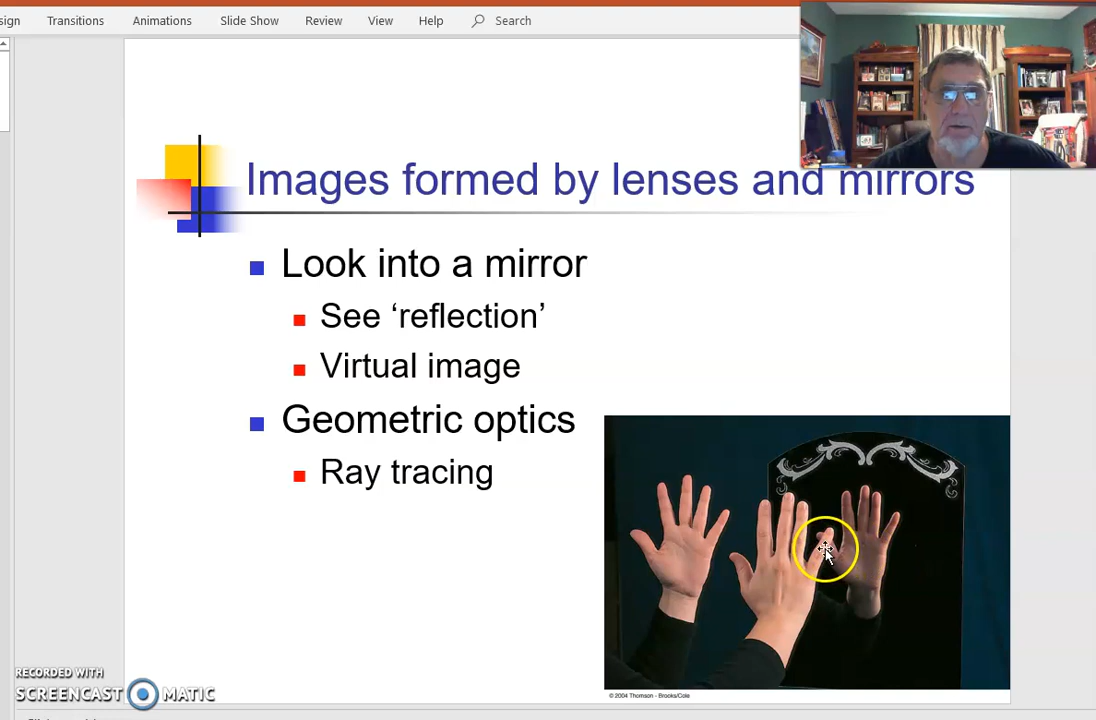 sign Transitions Animations Slide Show Review View Help Search
Images formed by lenses and mirrors
Look into a mirror
See ‘reflection’
Virtual image
Geometric optics
Ray tracing
© 2004 Thomson - Brooks/Cole
RECORDED WITH
SCREENCAST MATIC